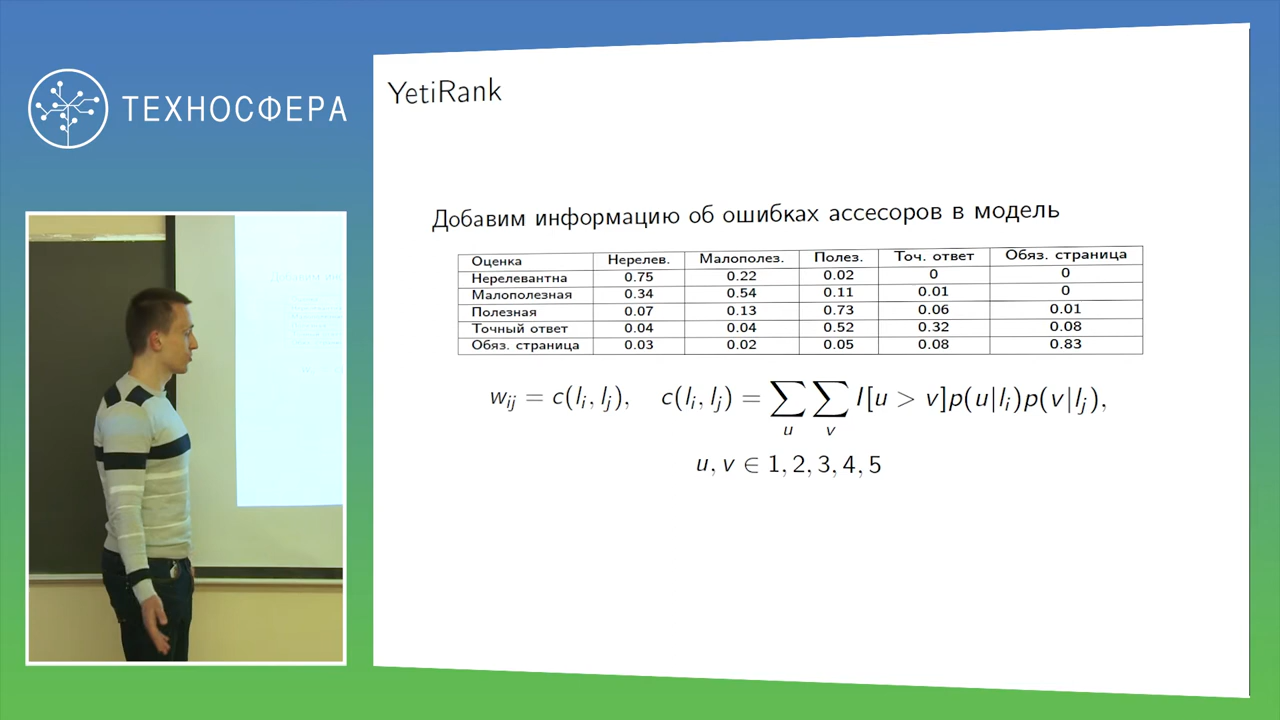 ТЕХНОСФЕРА
YetiRank
Добавим информацию об ошибках ассесоров в модель
Оценка Нерелев. Малополез. Полез. Точ. ответ Обяз. страница
Нерелевантна 0.75 0.22 0.02 0 0
Малополезная 0.34 0.54 0.11 0.01 0
Полезная 0.07 0.13 0.73 0.06 0.01
Точный ответ 0.04 0.04 0.52 0.32 0.08
Обяз. страница 0.03 0.02 0.05 0.08 0.83
w_{ij} = c(l_i, l_j), c(l_i, l_j) = ∑_u ∑_v I[u > v]p(u|l_i)p(v|l_j),
u, v ∈ 1, 2, 3, 4, 5